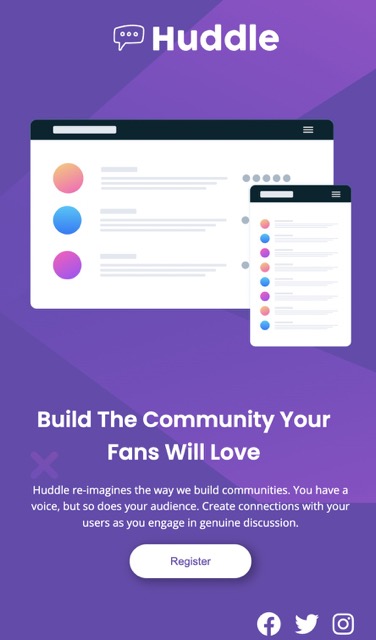 Huddle
Build The Community Your
Fans Will Love
Huddle re-imagines the way we build communities. You have a
voice, but so does your audience. Create connections with your
users as you engage in genuine discussion.
Register